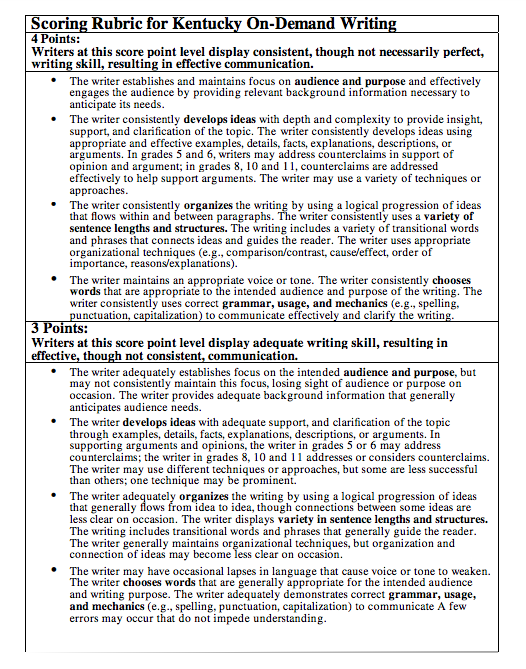 Scoring Rubric for Kentucky On-Demand Writing
4 Points:
Writers at this score point level display consistent, though not necessarily perfect,
writing skill, resulting in effective communication.
• The writer establishes and maintains focus on audience and purpose and effectively
engages the audience by providing relevant background information necessary to
anticipate its needs.
• The writer consistently develops ideas with depth and complexity to provide insight,
support, and clarification of the topic. The writer consistently develops ideas using
appropriate and effective examples, details, facts, explanations, descriptions, or
arguments. In grades 5 and 6, writers may address counterclaims in support of
opinion and argument; in grades 8, 10 and 11, counterclaims are addressed
effectively to help support arguments. The writer may use a variety of techniques or
approaches.
• The writer consistently organizes the writing by using a logical progression of ideas
that flows within and between paragraphs. The writer consistently uses a variety of
sentence lengths and structures. The writing includes a variety of transitional words
and phrases that connects ideas and guides the reader. The writer uses appropriate
organizational techniques (e.g., comparison/contrast, cause/effect, order of
importance, reasons/explanations).
• The writer maintains an appropriate voice or tone. The writer consistently chooses
words that are appropriate to the intended audience and purpose of the writing. The
writer consistently uses correct grammar, usage, and mechanics (e.g., spelling,
punctuation, capitalization) to communicate effectively and clarify the writing.
3 Points:
Writers at this score point level display adequate writing skill, resulting in
effective, though not consistent, communication.
• The writer adequately establishes focus on the intended audience and purpose, but
may not consistently maintain this focus, losing sight of audience or purpose on
occasion. The writer provides adequate background information that generally
anticipates audience needs.
• The writer develops ideas with adequate support, and clarification of the topic
through examples, details, facts, explanations, descriptions, or arguments. In
supporting arguments and opinions, the writer in grades 5 or 6 may address
counterclaims; the writer in grades 8, 10 and 11 addresses or considers counterclaims.
The writer may use different techniques or approaches, but some are less successful
than others; one technique may be prominent.
• The writer adequately organizes the writing by using a logical progression of ideas
that generally flows from idea to idea, though connections between some ideas are
less clear on occasion. The writer displays variety in sentence lengths and structures.
The writing includes transitional words and phrases that generally guide the reader.
The writer generally maintains organizational techniques, but organization and
connection of ideas may become less clear on occasion.
• The writer may have occasional lapses in language that cause voice or tone to weaken.
The writer chooses words that are generally appropriate for the intended audience
and writing purpose. The writer adequately demonstrates correct grammar, usage,
and mechanics (e.g., spelling, punctuation, capitalization) to communicate A few
errors may occur that do not impede understanding.